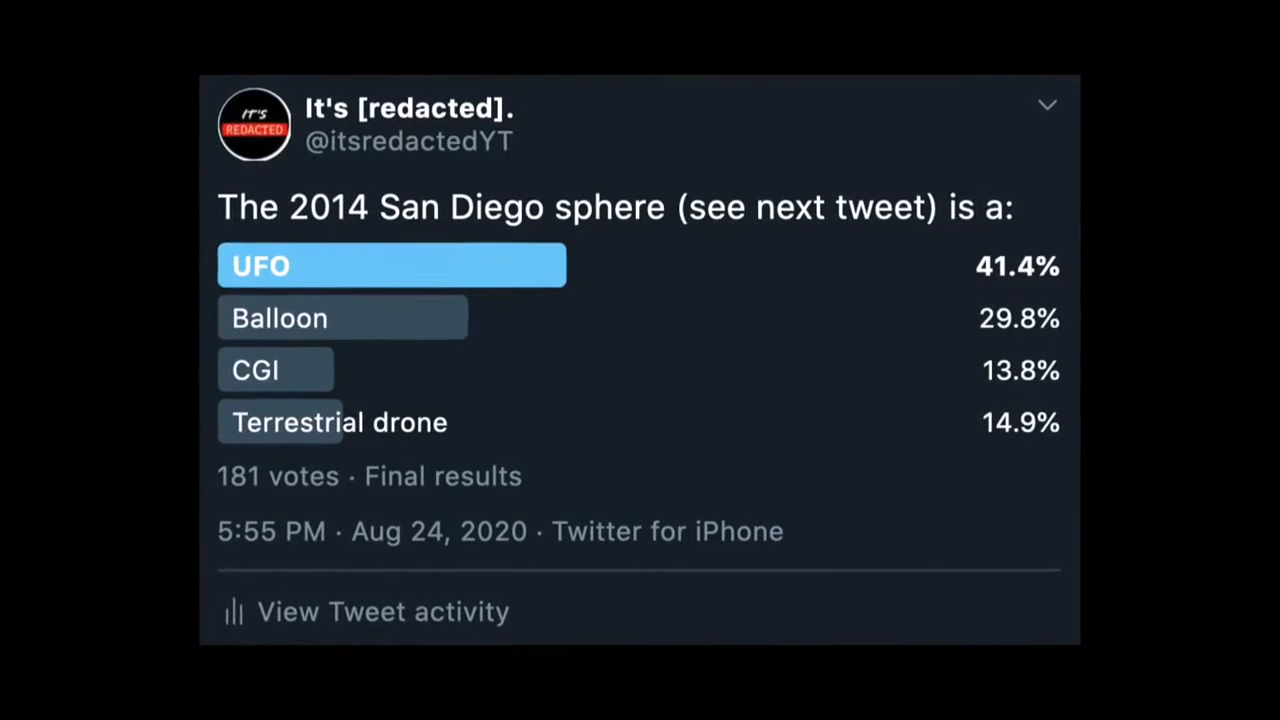 IT'S
REDACTED
It's [redacted].
@itsredactedYT
The 2014 San Diego sphere (see next tweet) is a:
UFO 41.4%
Balloon 29.8%
CGI 13.8%
Terrestrial drone 14.9%
181 votes · Final results
5:55 PM · Aug 24, 2020 · Twitter for iPhone
View Tweet activity